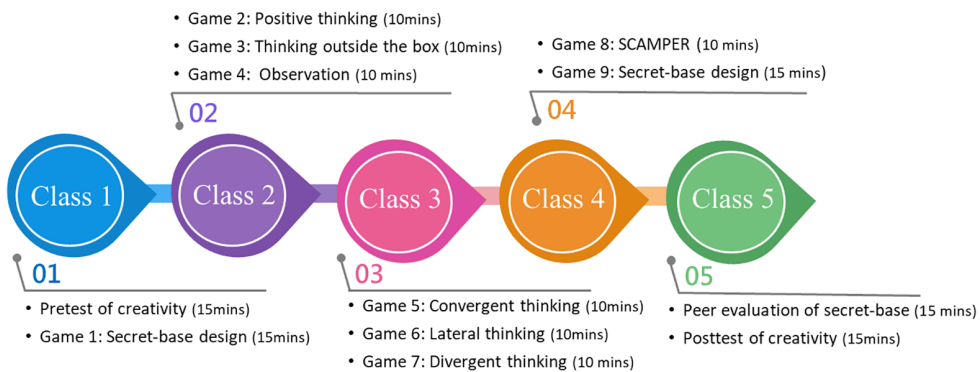 • Game 2: Positive thinking (10mins)
• Game 3: Thinking outside the box (10mins)
• Game 4: Observation (10 mins)
02
• Game 8: SCAMPER (10 mins)
• Game 9: Secret-base design (15 mins)
04
Class 1
Class 2
Class 3
Class 4
Class 5
01
• Pretest of creativity (15mins)
• Game 1: Secret-base design (15mins)
03
• Game 5: Convergent thinking (10mins)
• Game 6: Lateral thinking (10mins)
• Game 7: Divergent thinking (10 mins)
05
• Peer evaluation of secret-base (15 mins)
• Posttest of creativity (15mins)